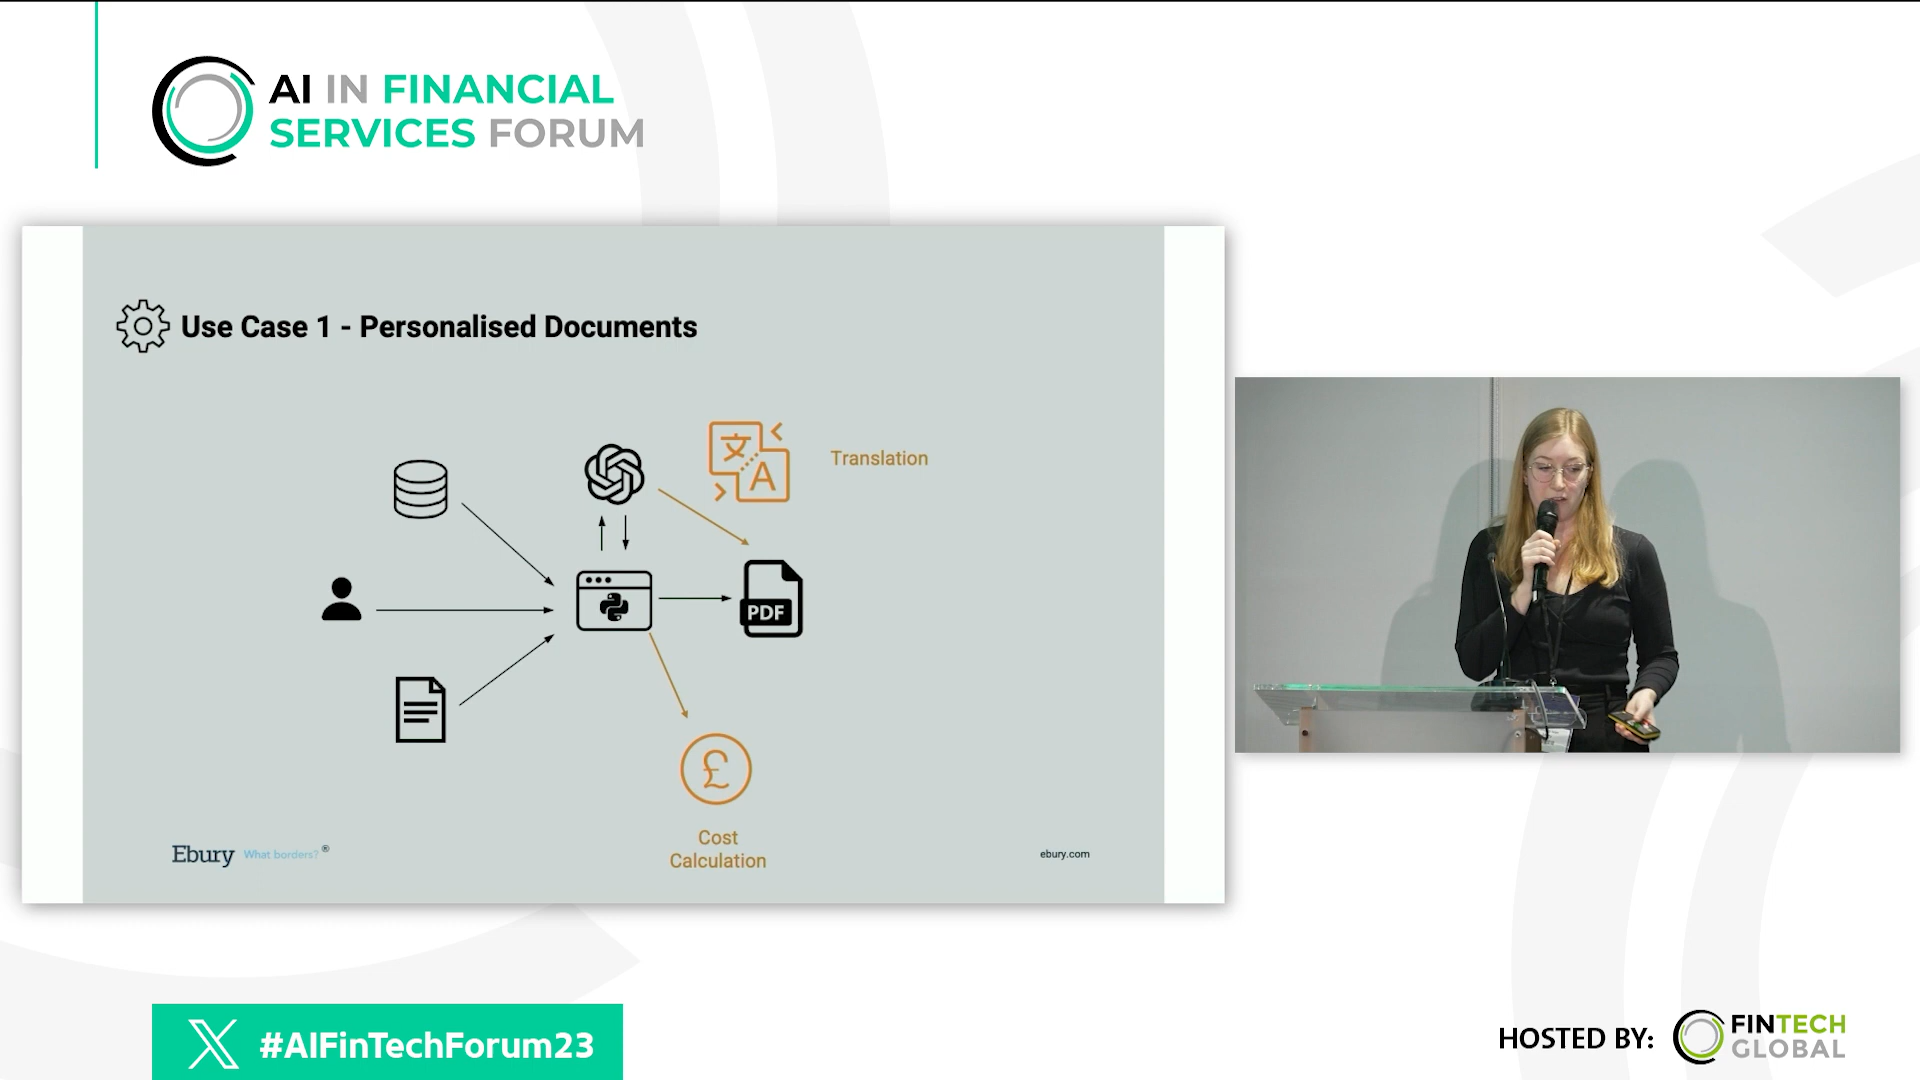 AI IN FINANCIAL
SERVICES FORUM
Use Case 1 - Personalised Documents
文
A
Translation
PDF
£
Cost
Calculation
Ebury What borders?®
ebury.com
#AIFinTechForum23
HOSTED BY: FINTECH
GLOBAL